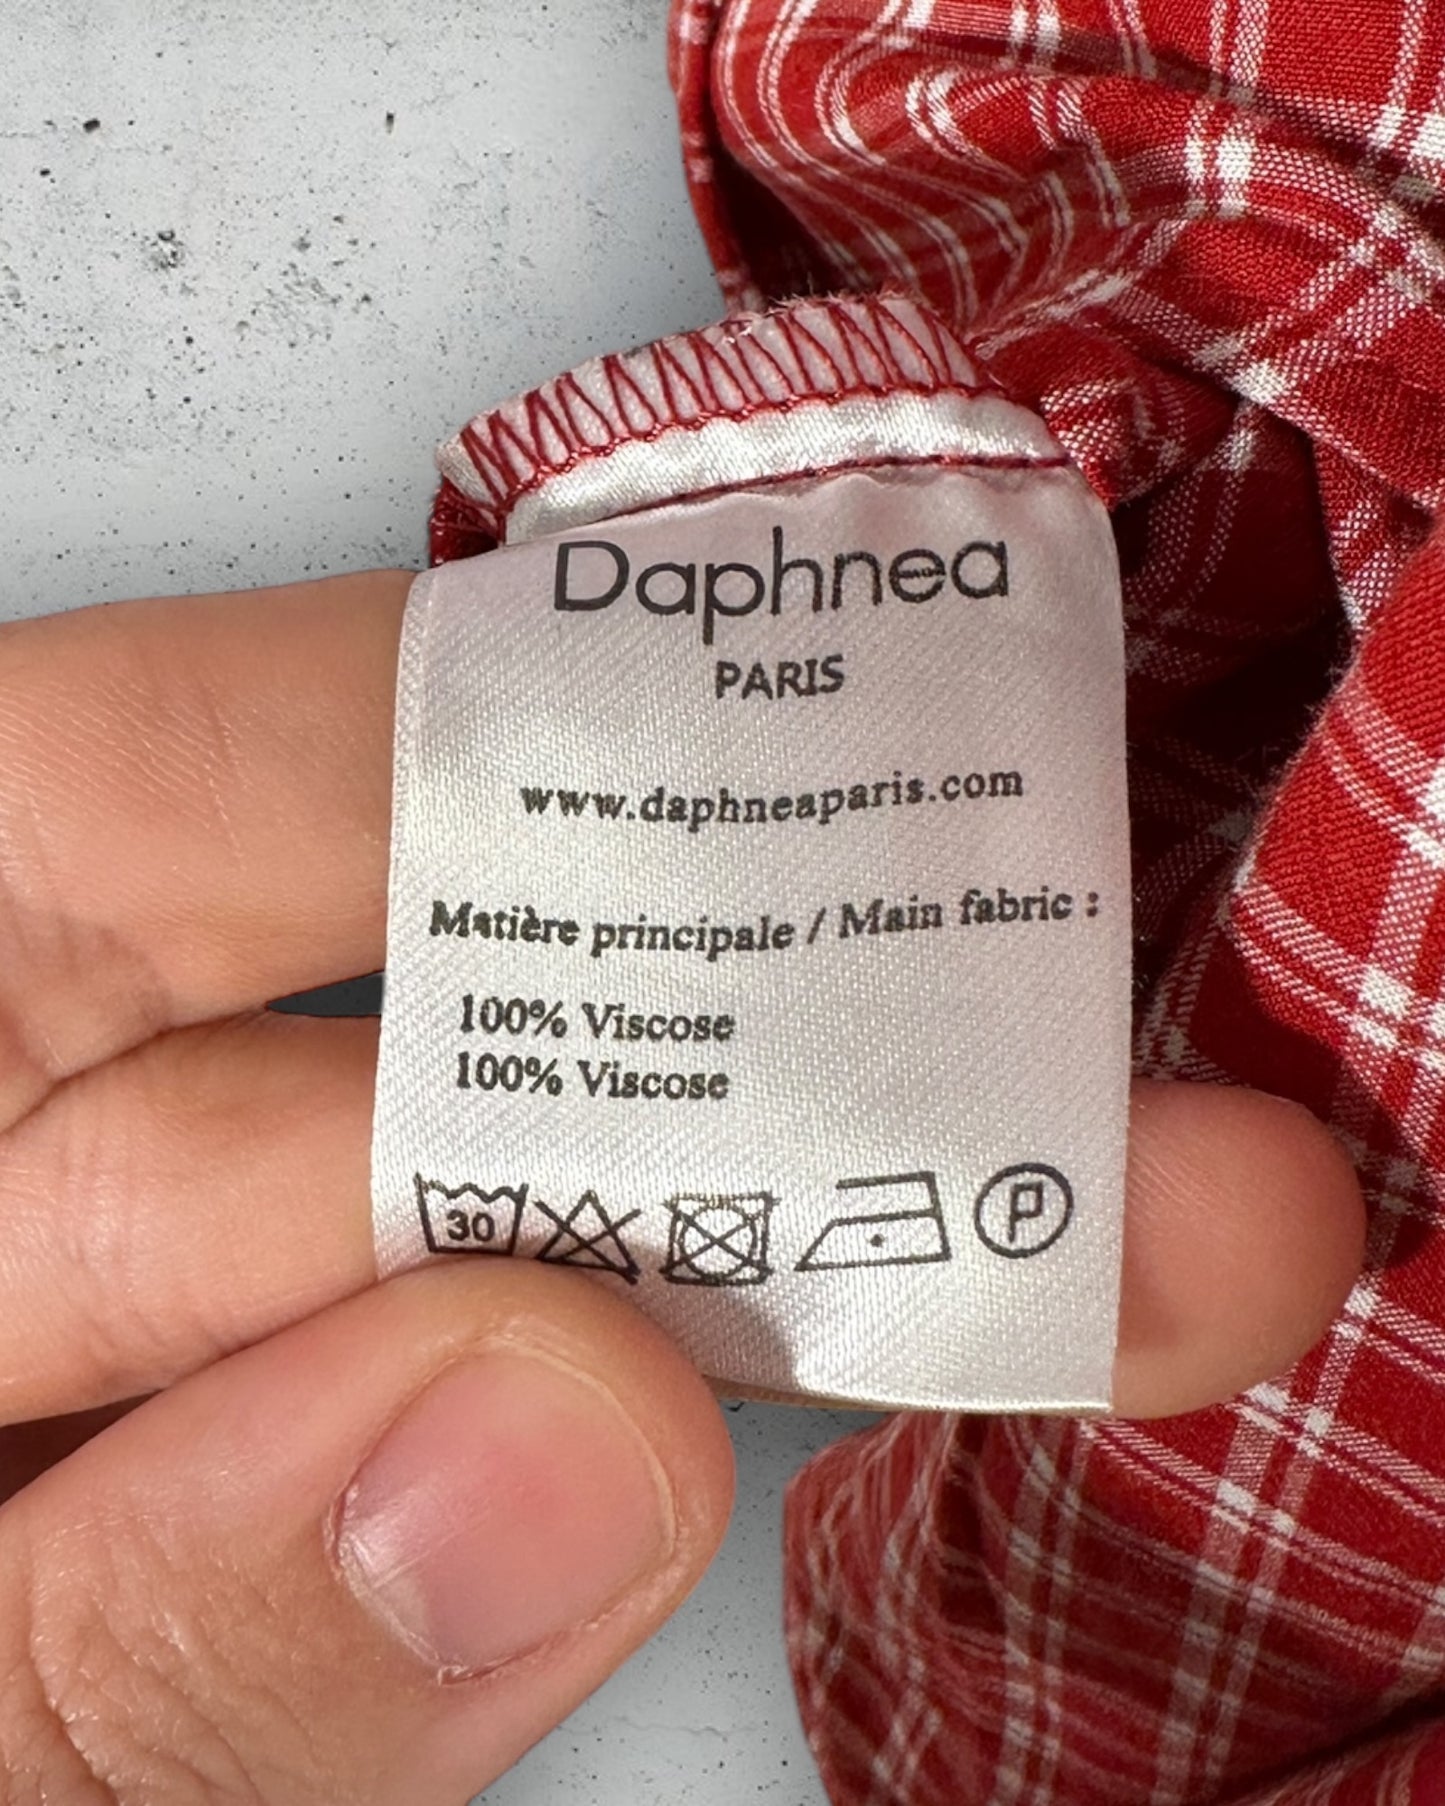 Daphnea
PARIS
www.daphneaparis.com
Matière principale / Main fabric :
100% Viscose
100% Viscose
30
P